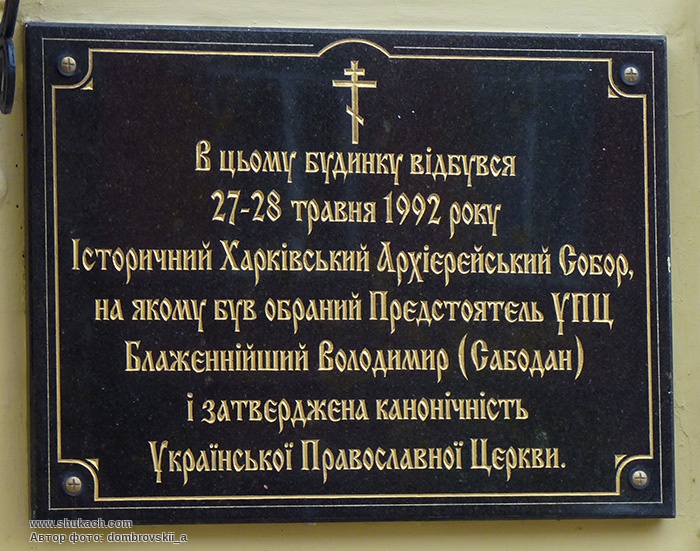 В цьому будинку відбувся
27-28 травня 1992 року
Історичний Харківський Архієрейський Собор,
на якому був обраний Предстоятель УПЦ
Блаженнійший Володимир (Сабодан)
і затверджена канонічність
Української Православної Церкви.
www.shukach.com
Автор фото: dombrovskii_a